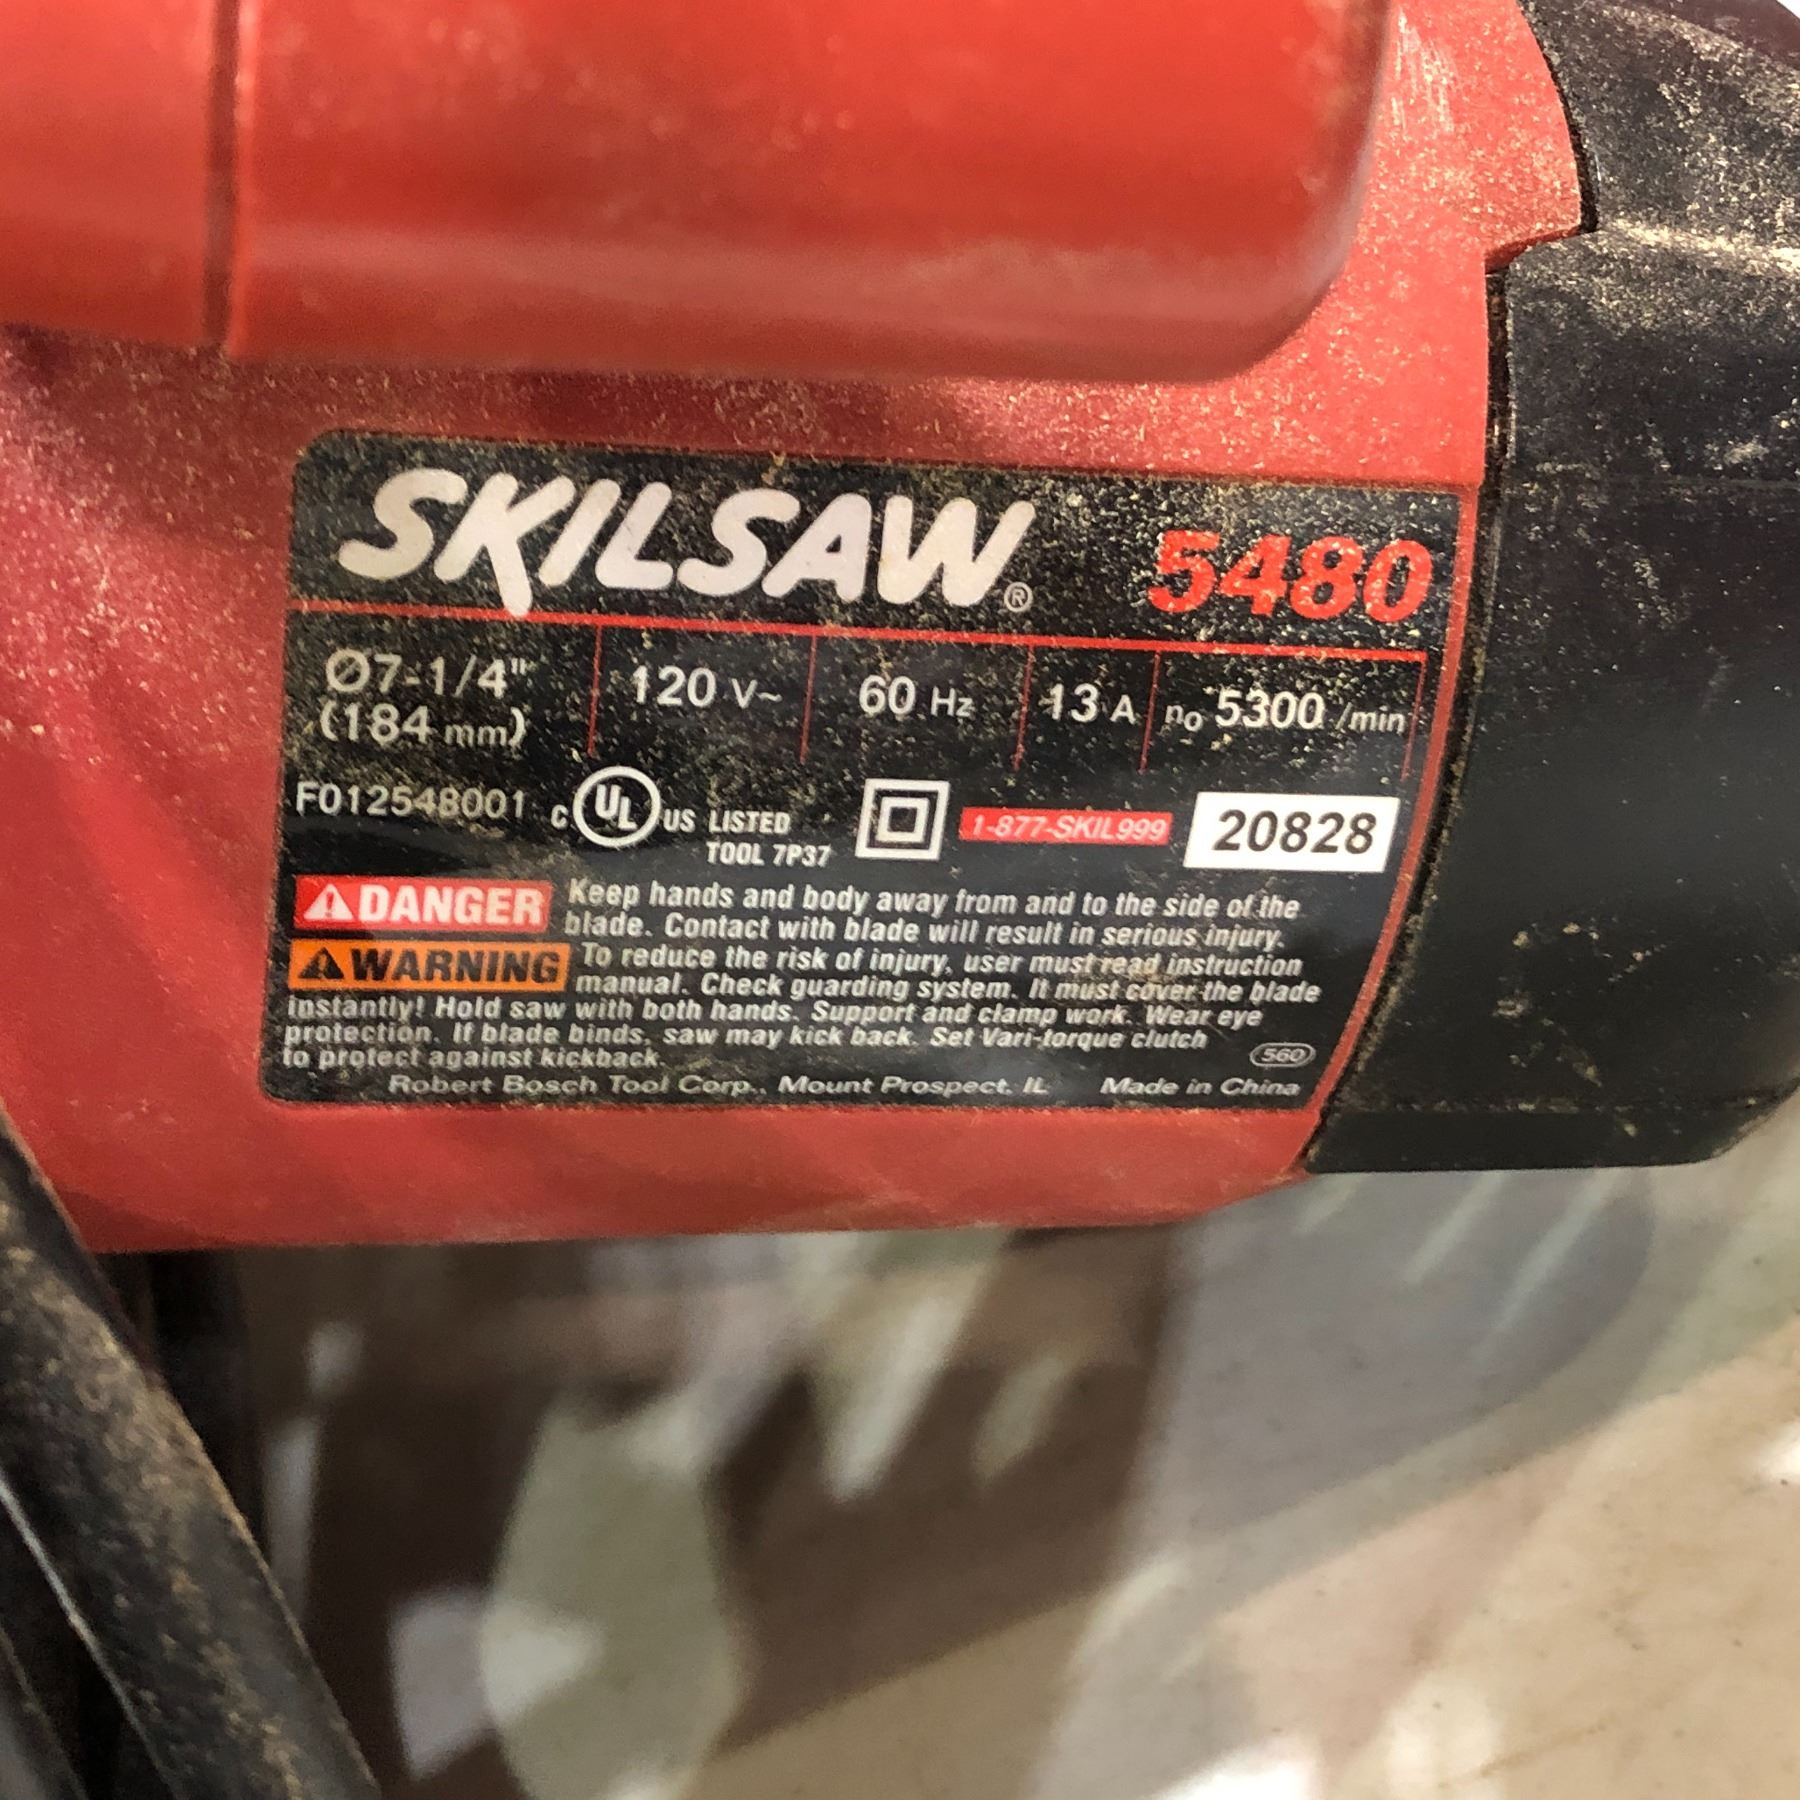 SKILSAW® 5480
Ø7-1/4" 120 V~ 60 Hz 13 A no 5300 /min
(184 mm)
F012548001 C UL US LISTED 1-877-SKIL999 20828
TOOL 7P37
DANGER Keep hands and body away from and to the side of the
blade. Contact with blade will result in serious injury.
WARNING To reduce the risk of injury, user must read instruction
manual. Check guarding system. It must cover the blade
instantly! Hold saw with both hands. Support and clamp work. Wear eye
protection. If blade binds, saw may kick back. Set Vari-torque clutch
to protect against kickback. 560
Robert Bosch Tool Corp., Mount Prospect, IL Made in China